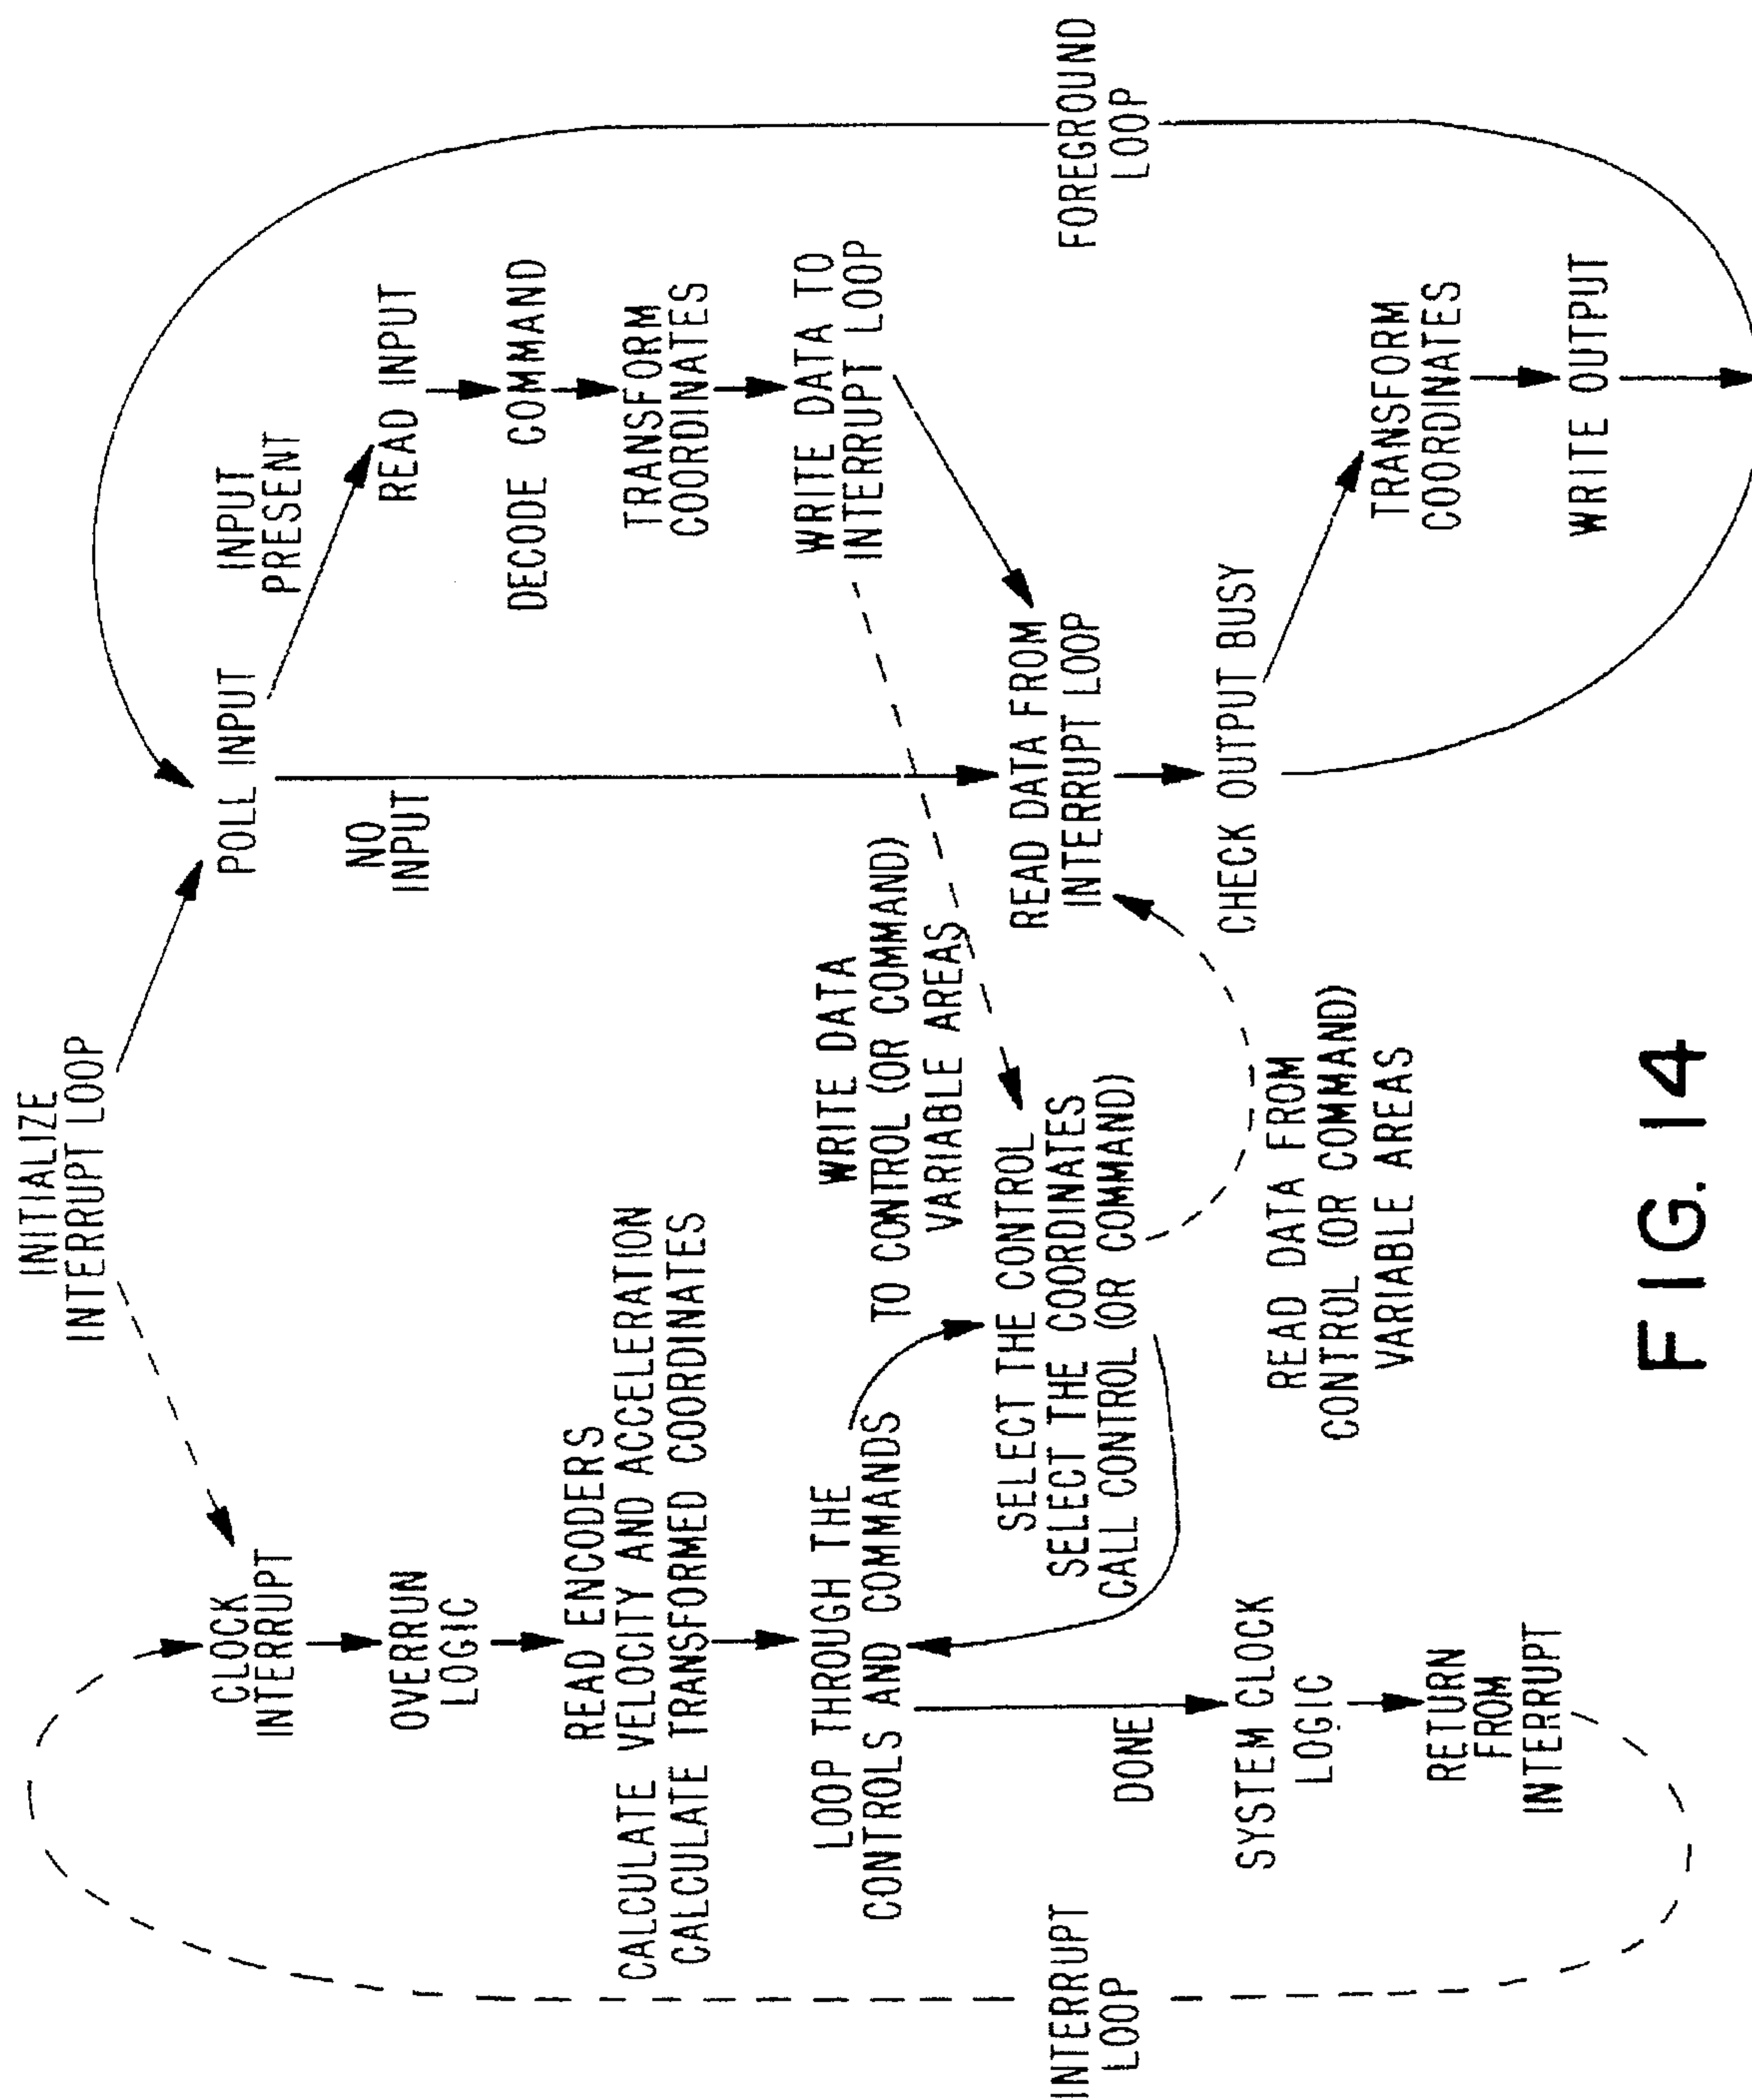 INITIALIZE
INTERRUPT LOOP
CLOCK
INTERRUPT
OVERRUN
LOGIC
READ ENCODERS
CALCULATE VELOCITY AND ACCELERATION
CALCULATE TRANSFORMED COORDINATES
LOOP THROUGH THE
CONTROLS AND COMMANDS
SELECT THE CONTROL
SELECT THE COORDINATES
CALL CONTROL (OR COMMAND)
DONE
SYSTEM CLOCK
LOGIC
RETURN
FROM
INTERRUPT
INTERRUPT
LOOP
WRITE DATA
TO CONTROL (OR COMMAND)
VARIABLE AREAS
READ DATA FROM
CONTROL (OR COMMAND)
VARIABLE AREAS
POLL INPUT
NO
INPUT
INPUT
PRESENT
READ INPUT
DECODE COMMAND
TRANSFORM
COORDINATES
WRITE DATA TO
INTERRUPT LOOP
READ DATA FROM
INTERRUPT LOOP
CHECK OUTPUT BUSY
TRANSFORM
COORDINATES
WRITE OUTPUT
FOREGROUND
LOOP
FIG. 14